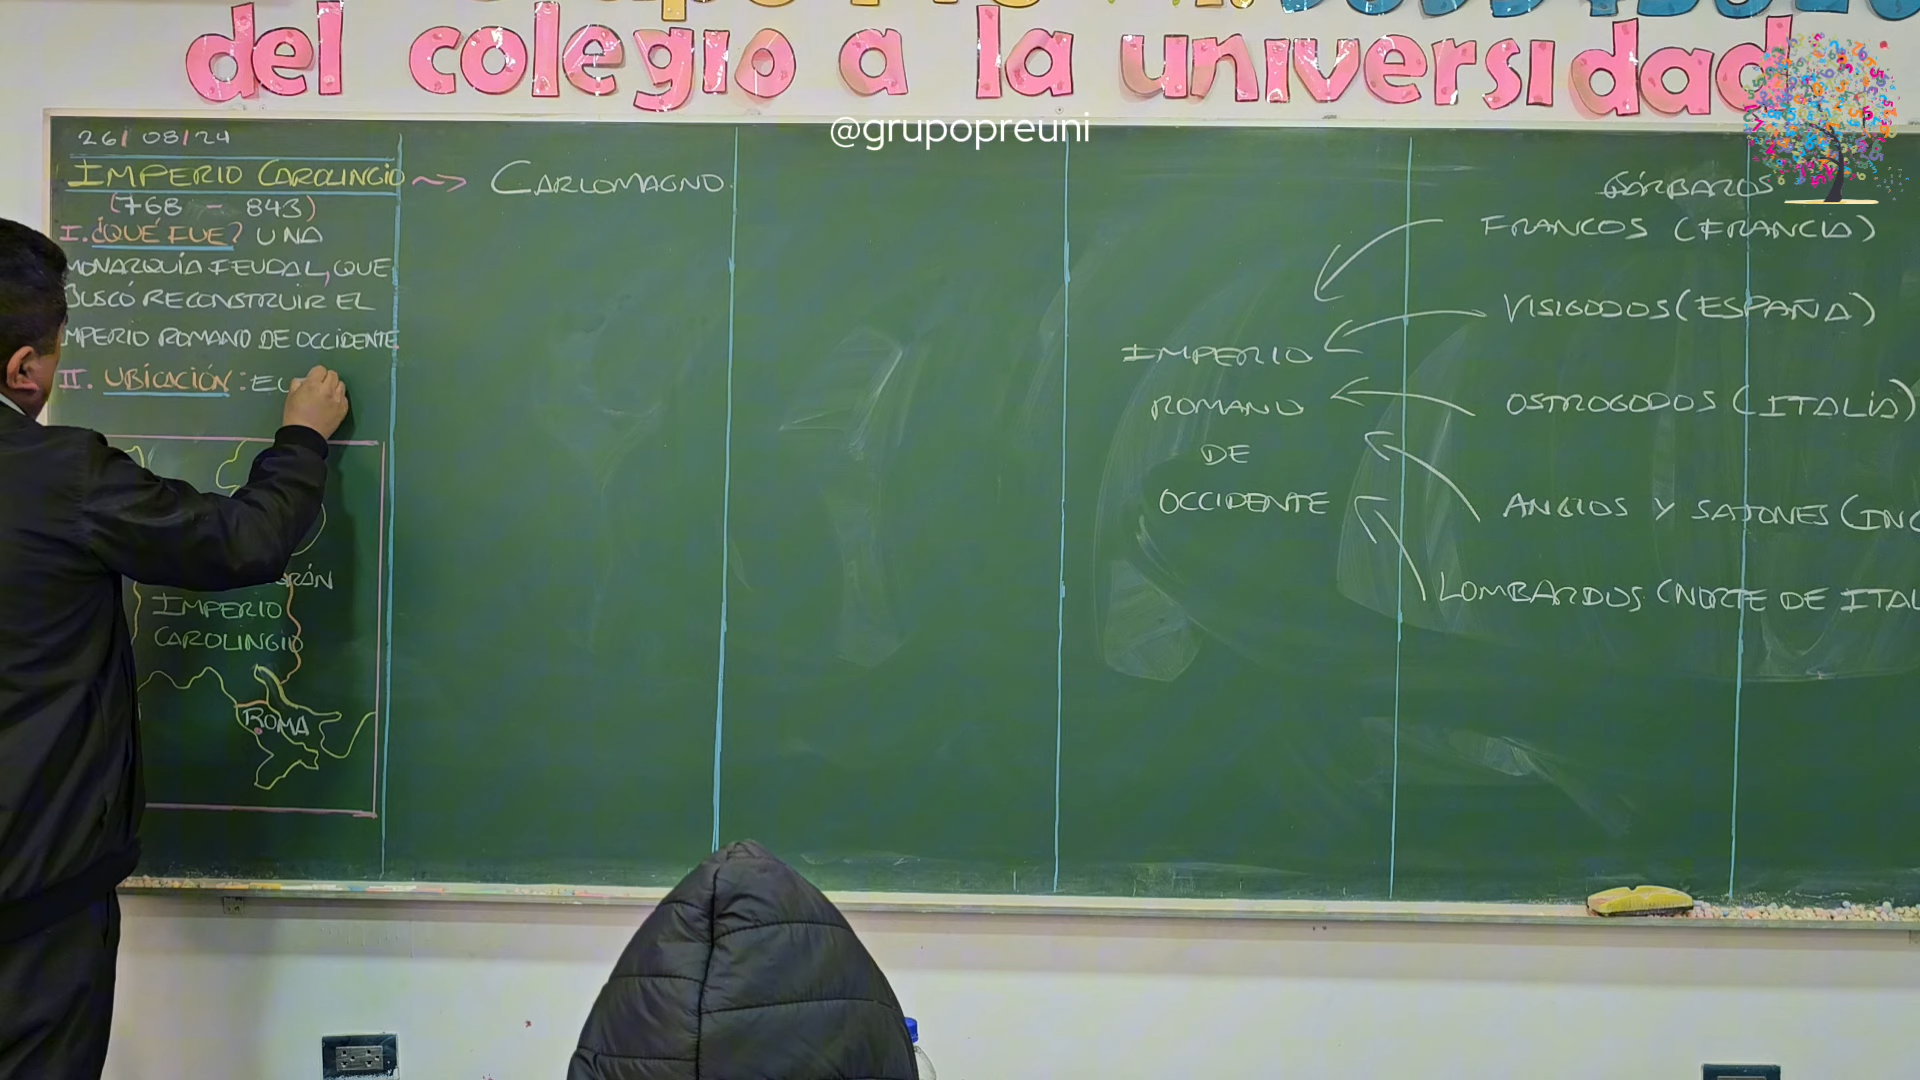 del colegio a la universidad
@grupopreuni
26/08/24
IMPERIO CAROLINGIO → CARLOMAGNO.
(768 - 843)
I. ¿QUÉ FUE? UNA
MONARQUÍA FEUDAL, QUE
BUSCÓ RECONSTRUIR EL
IMPERIO ROMANO DE OCCIDENTE
II. UBICACIÓN: EU
IMPERIO
CAROLINGIO
ROMA
IMPERIO
ROMANO
DE
OCCIDENTE
BÁRBAROS
FRANCOS (FRANCIA)
VISIGODOS (ESPAÑA)
OSTROGODOS (ITALIA)
ANGLOS Y SAJONES (ING
LOMBARDOS (NORTE DE ITAL